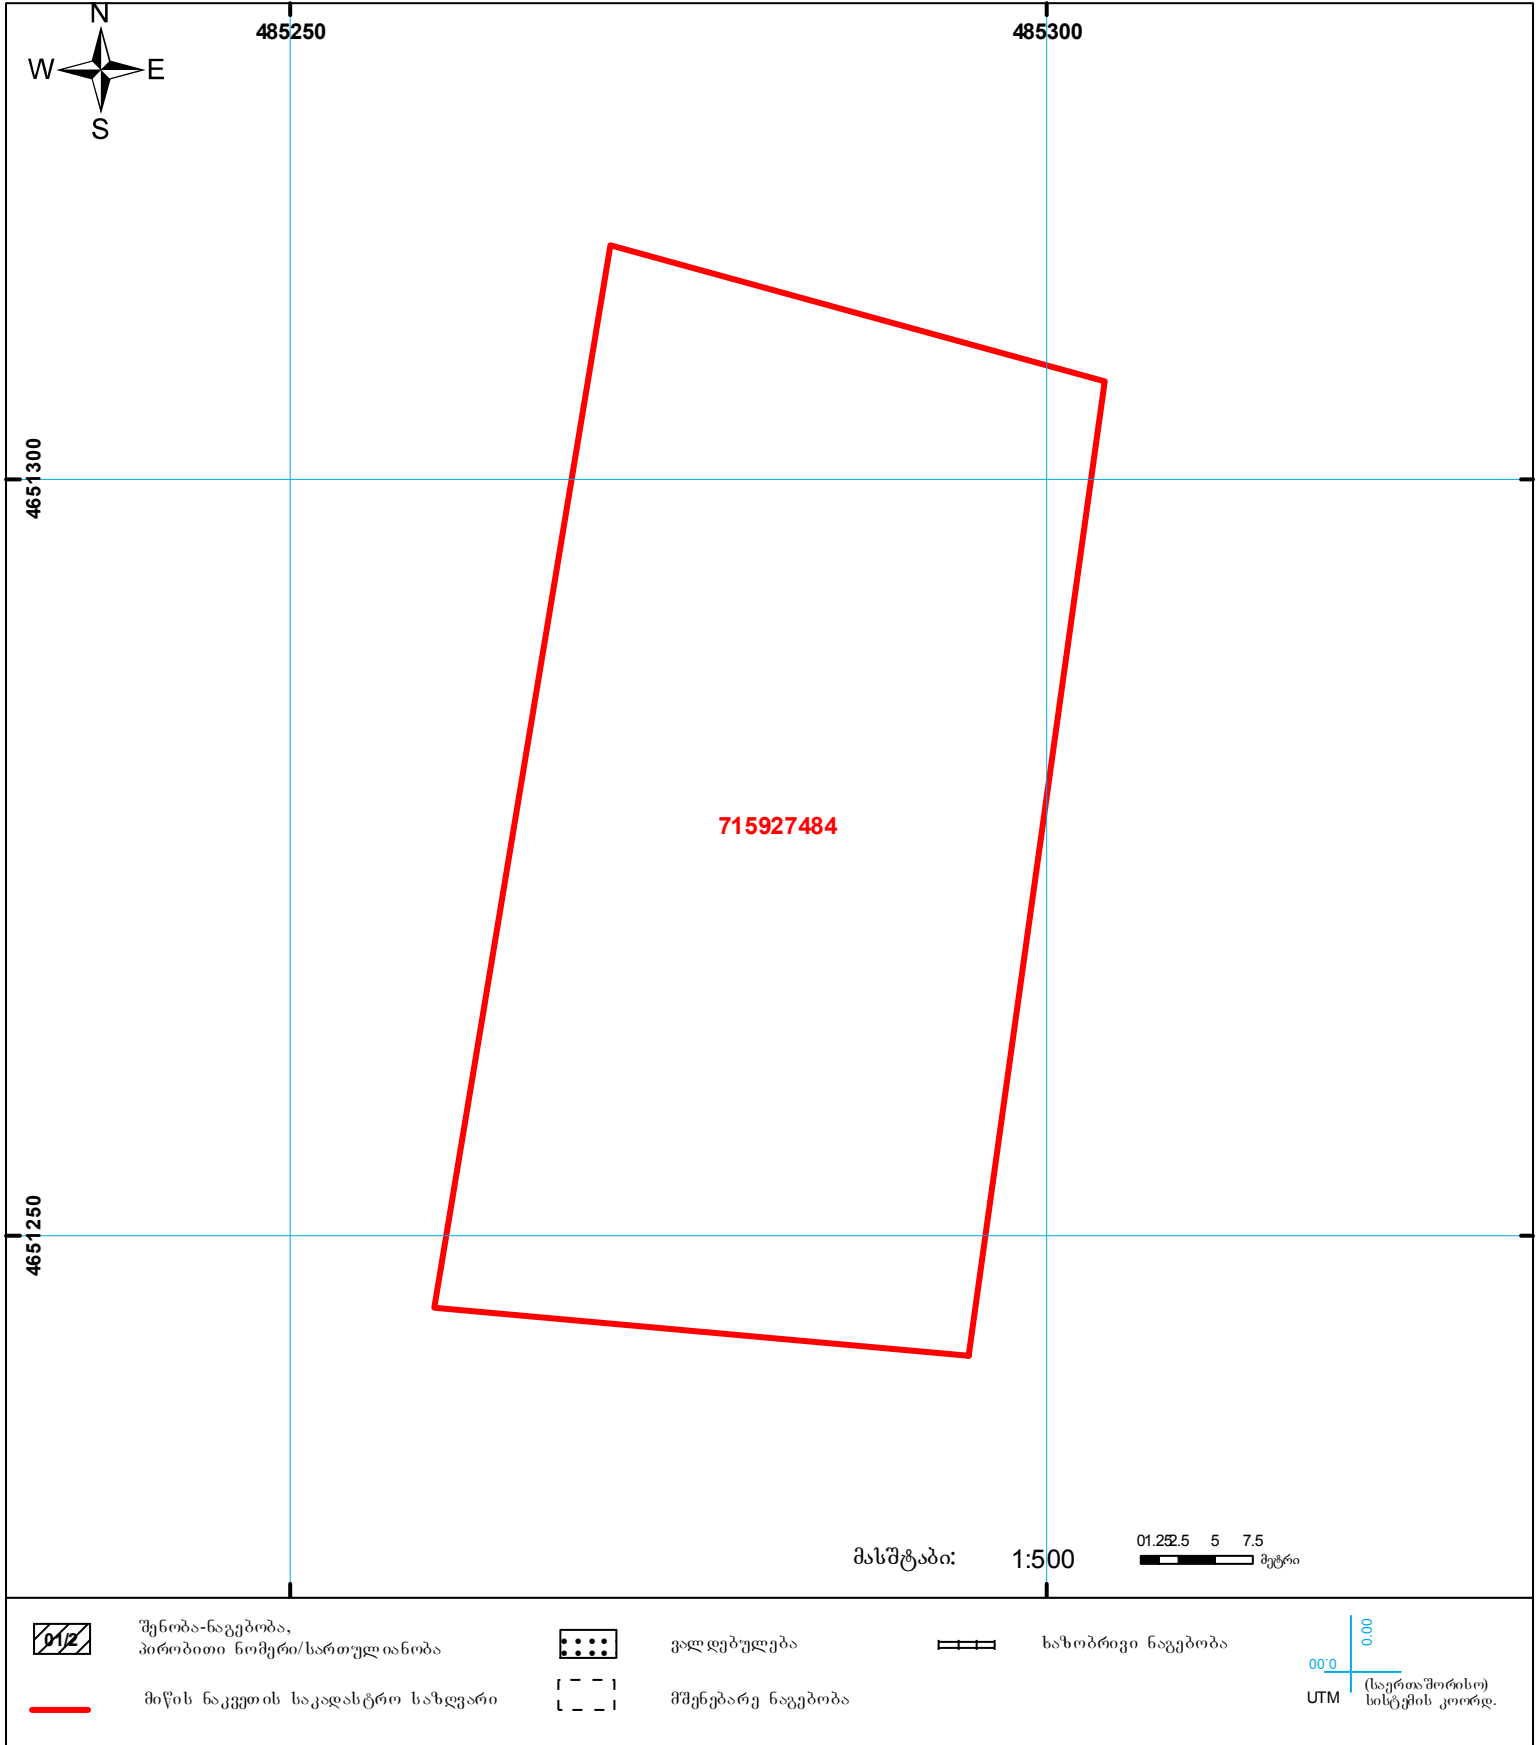 N
W E
S
485250
485300
4651300
4651250
715927484
მასშტაბი: 1:500
0 1.25 2.5 5 7.5
მეტრი
01/2
შენობა-ნაგებობა,
პირობითი ნომერი/სართულიანობა
მიწის ნაკვეთის საკადასტრო საზღვარი
ვალდებულება
მშენებარე ნაგებობა
ხაზობრივი ნაგებობა
00.0
00.0
UTM
(საერთაშორისო)
სისტემის კოორდ.